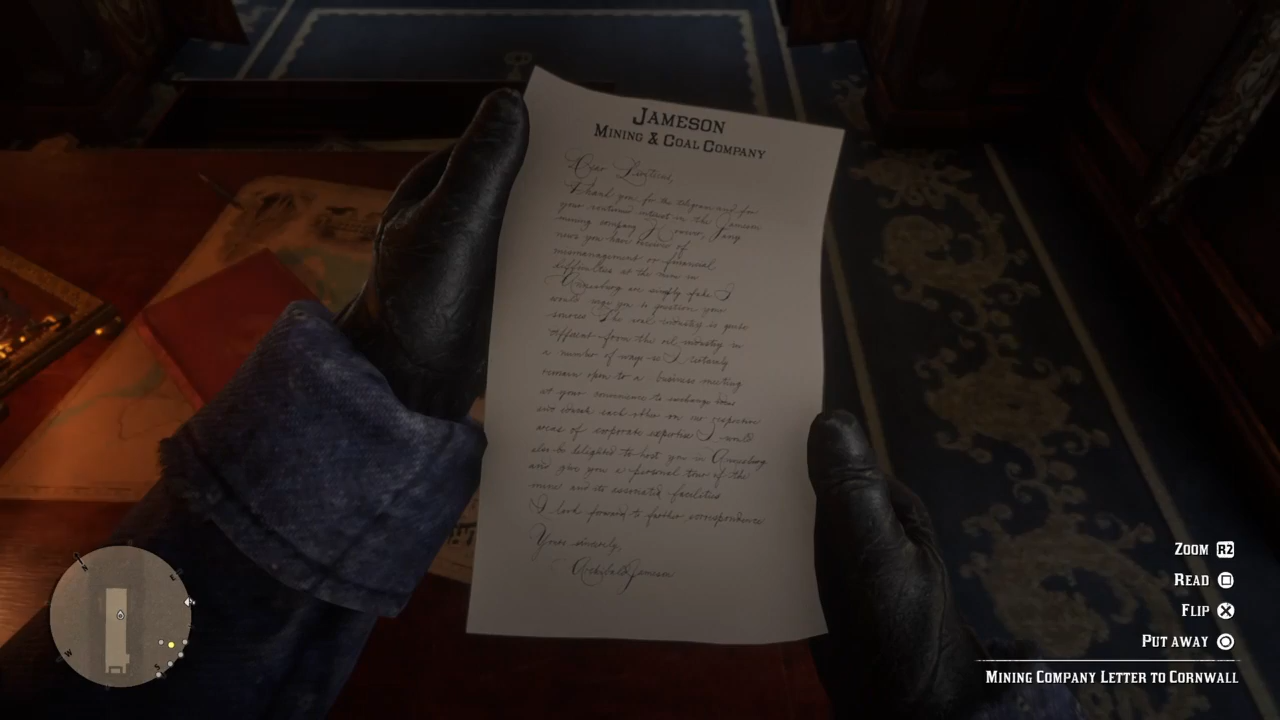 JAMESON
MINING & COAL COMPANY
Dear Leviticus,
Thank you for the telegram and for
your continued interest in the Jameson
mining company. However, any
news you have receive of
mismanagement or financial
difficulties at the mine in
Annesburg are simply fake I
would urge you to question your
sources The coal industry is quite
different from the oil industry in
a number of ways so I certainly
remain open to a business meeting
at your convenience to exchange ideas
and each other on our respective
areas of corporate expertise I would
also be delighted to host you in Annesburg
and give you a personal tour of the
mine and its associated facilities
I look forward to further correspondence
Yours sincerely,
Archibald Jameson
ZOOM R2
READ
FLIP
PUT AWAY
MINING COMPANY LETTER TO CORNWALL
N
E
S
W